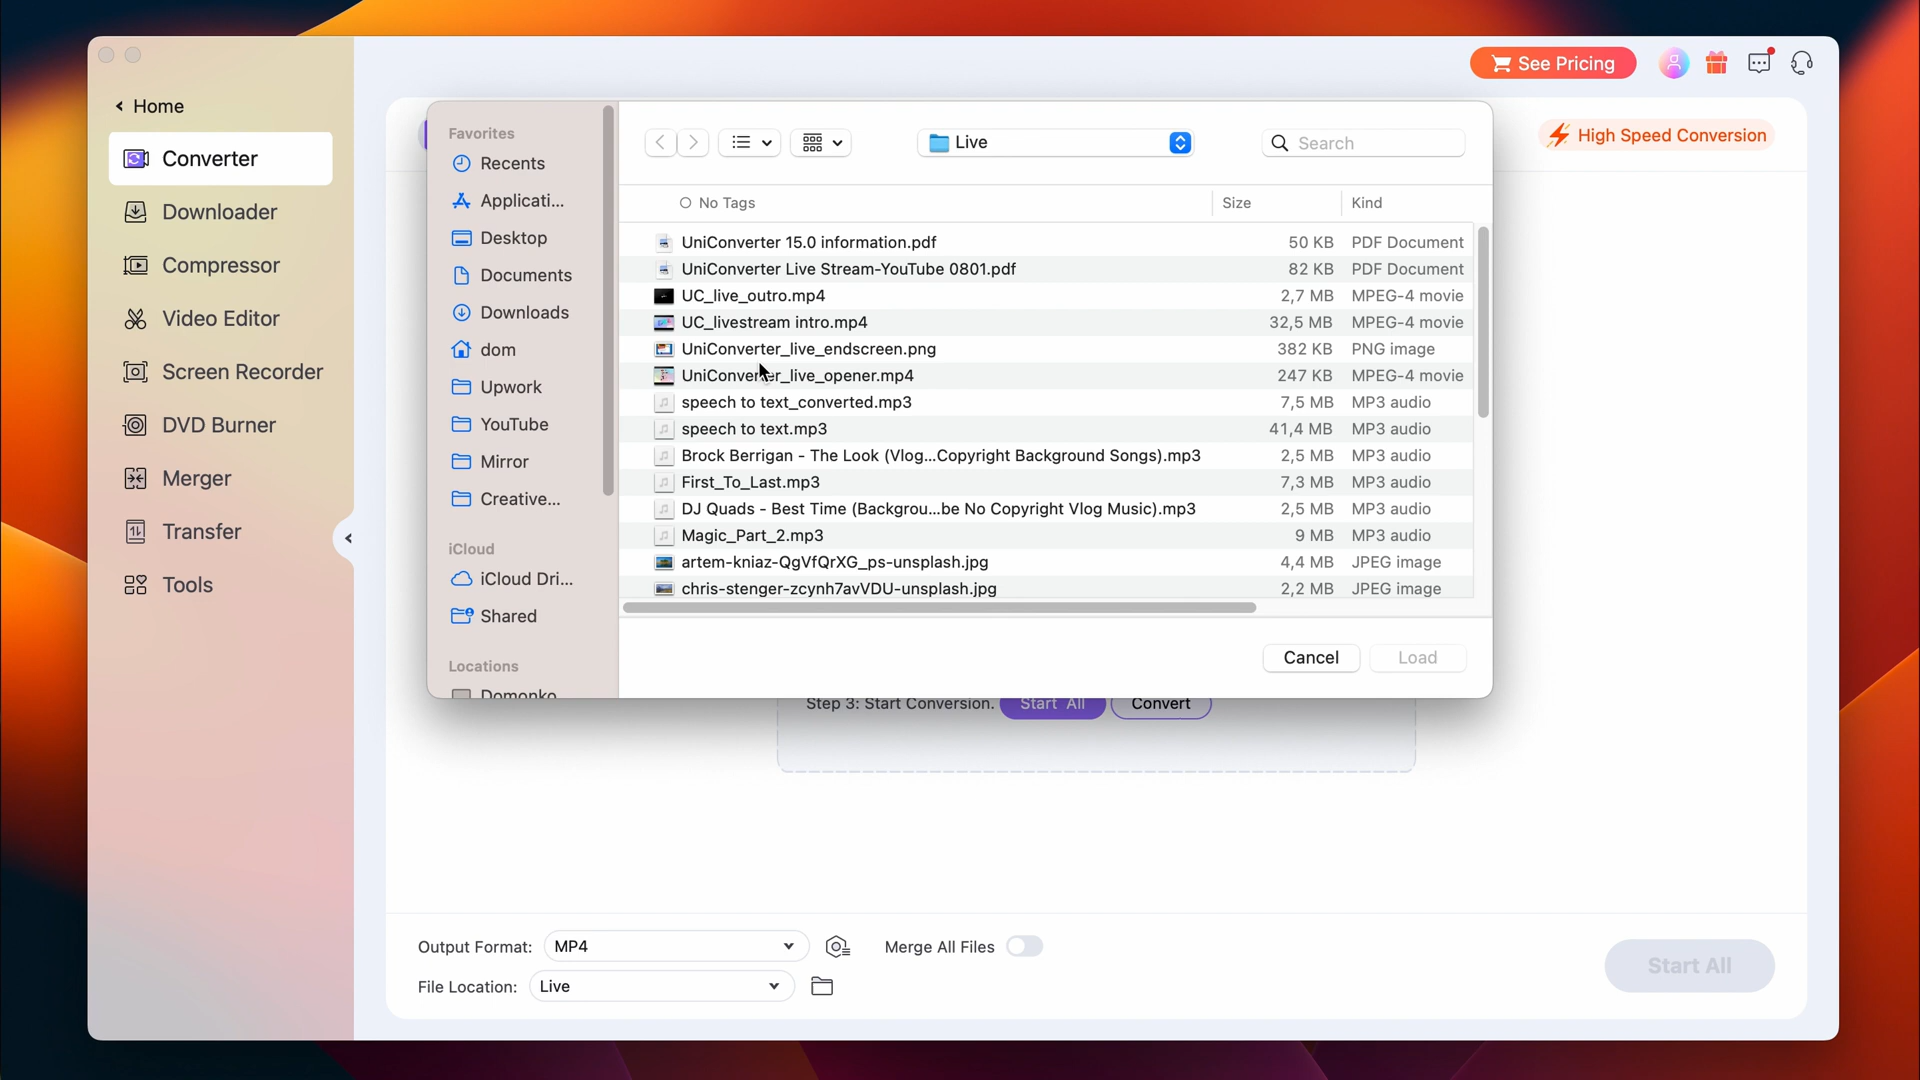 See Pricing
Home
Converter
Downloader
Compressor
Video Editor
Screen Recorder
DVD Burner
Merger
Transfer
Tools
High Speed Conversion
Favorites
Recents
Applicati...
Desktop
Documents
Downloads
dom
Upwork
YouTube
Mirror
Creative...
iCloud
iCloud Dri...
Shared
Locations
Domonko
Live
Search
No Tags Size Kind
UniConverter 15.0 information.pdf 50 KB PDF Document
UniConverter Live Stream-YouTube 0801.pdf 82 KB PDF Document
UC_live_outro.mp4 2,7 MB MPEG-4 movie
UC_livestream intro.mp4 32,5 MB MPEG-4 movie
UniConverter_live_endscreen.png 382 KB PNG image
UniConverter_live_opener.mp4 247 KB MPEG-4 movie
speech to text_converted.mp3 7,5 MB MP3 audio
speech to text.mp3 41,4 MB MP3 audio
Brock Berrigan - The Look (Vlog...Copyright Background Songs).mp3 2,5 MB MP3 audio
First_To_Last.mp3 7,3 MB MP3 audio
DJ Quads - Best Time (Backgrou...be No Copyright Vlog Music).mp3 2,5 MB MP3 audio
Magic_Part_2.mp3 9 MB MP3 audio
artem-kniaz-QgVfQrXG_ps-unsplash.jpg 4,4 MB JPEG image
chris-stenger-zcynh7avVDU-unsplash.jpg 2,2 MB JPEG image
Cancel Load
Step 3: Start Conversion. Start All Convert
Output Format: MP4 Merge All Files
File Location: Live
Start All